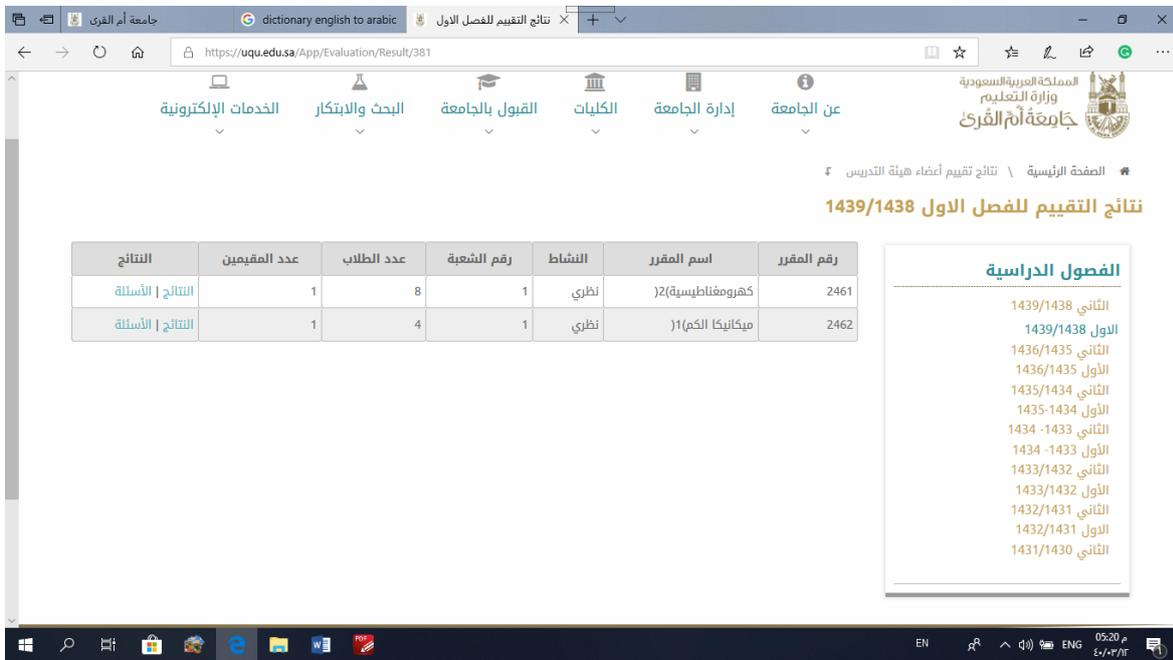 جامعة أم القرى
dictionary english to arabic
نتائج التقييم للفصل الاول
https://uqu.edu.sa/App/Evaluation/Result/381
المملكة العربية السعودية
وزارة التعليم
جامعة أم القرى
عن الجامعة
إدارة الجامعة
الكليات
القبول بالجامعة
البحث والابتكار
الخدمات الإلكترونية
الصفحة الرئيسية \ نتائج تقييم أعضاء هيئة التدريس
نتائج التقييم للفصل الاول 1439/1438
الفصول الدراسية
الثاني 1439/1438
الاول 1439/1438
الثاني 1436/1435
الأول 1436/1435
الثاني 1435/1434
الأول 1434-1435
الثاني 1433- 1434
الأول 1433- 1434
الثاني 1433/1432
الأول 1433/1432
الثاني 1432/1431
الاول 1432/1431
الثاني 1431/1430
رقم المقرر اسم المقرر النشاط رقم الشعبة عدد الطلاب عدد المقيمين النتائج
2461 كهرومغناطيسية)2( نظري 1 8 1 النتائج | الأسئلة
2462 ميكانيكا الكم)1( نظري 1 4 1 النتائج | الأسئلة
EN
ENG
05:20 م
٤٠/٠٣/١٢